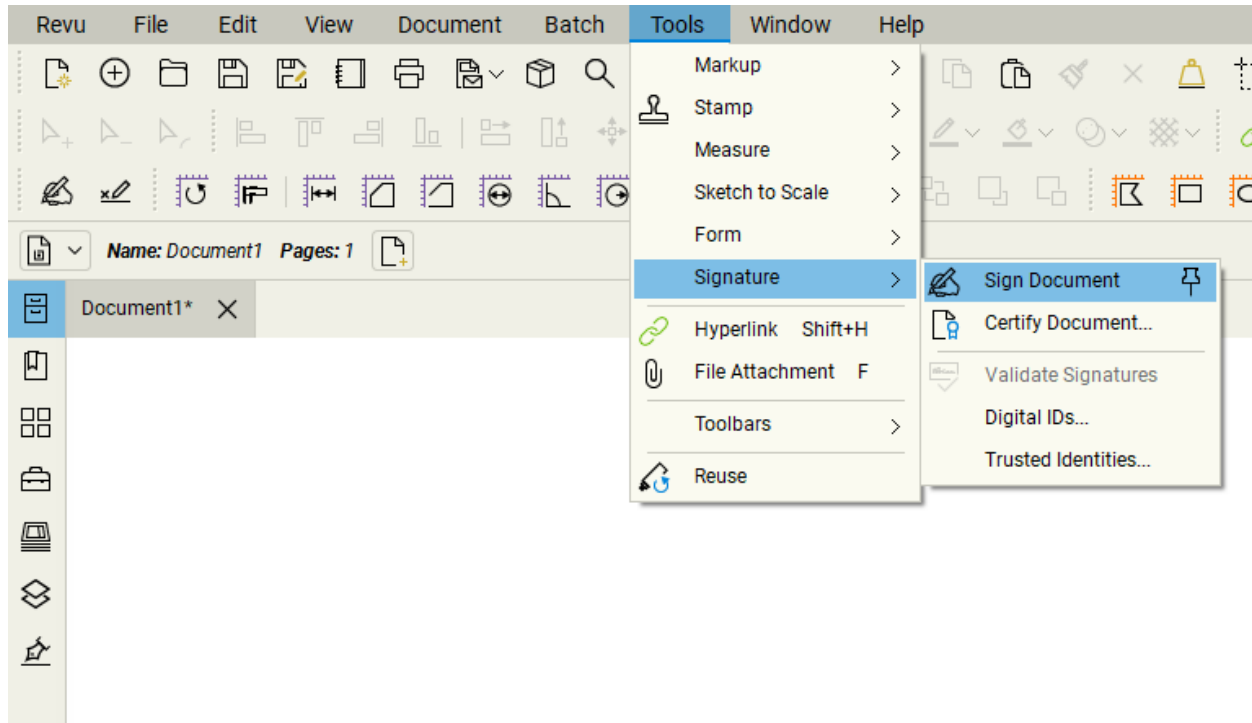 Revu File Edit View Document Batch Tools Window Help
Name: Document1 Pages: 1
Document1*
Markup
Stamp
Measure
Sketch to Scale
Form
Signature
Hyperlink Shift+H
File Attachment F
Toolbars
Reuse
Sign Document
Certify Document...
Validate Signatures
Digital IDs...
Trusted Identities...